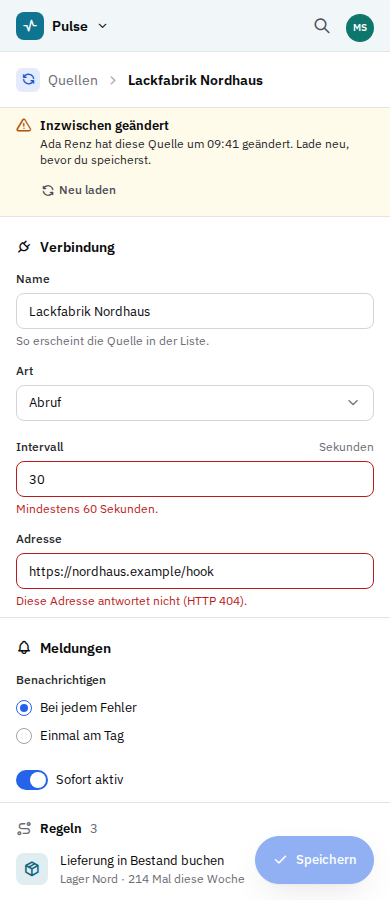 Pulse
MS
Quellen
Lackfabrik Nordhaus
Inzwischen geändert
Ada Renz hat diese Quelle um 09:41 geändert. Lade neu,
bevor du speicherst.
Neu laden
Verbindung
Name
Lackfabrik Nordhaus
So erscheint die Quelle in der Liste.
Art
Abruf
Intervall
Sekunden
30
Mindestens 60 Sekunden.
Adresse
https://nordhaus.example/hook
Diese Adresse antwortet nicht (HTTP 404).
Meldungen
Benachrichtigen
Bei jedem Fehler
Einmal am Tag
Sofort aktiv
Regeln 3
Lieferung in Bestand buchen
Lager Nord · 214 Mal diese Woche
Speichern